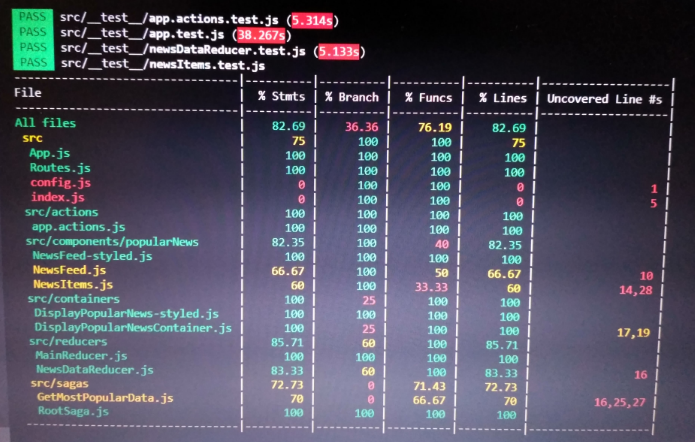 PASS src/__test__/app.actions.test.js (5.314s)
PASS src/__test__/app.test.js (38.267s)
PASS src/__test__/newsDataReducer.test.js (5.133s)
PASS src/__test__/newsItems.test.js
File | % Stmts | % Branch | % Funcs | % Lines | Uncovered Line #s |
All files | 82.69 | 36.36 | 76.19 | 82.69 | |
src | 75 | 100 | 100 | 75 | |
App.js | 100 | 100 | 100 | 100 | |
Routes.js | 100 | 100 | 100 | 100 | |
config.js | 0 | 100 | 100 | 0 | 1 |
index.js | 0 | 100 | 100 | 0 | 5 |
src/actions | 100 | 100 | 100 | 100 | |
app.actions.js | 100 | 100 | 100 | 100 | |
src/components/popularNews | 82.35 | 100 | 40 | 82.35 | |
NewsFeed-styled.js | 100 | 100 | 100 | 100 | |
NewsFeed.js | 66.67 | 100 | 50 | 66.67 | 10 |
NewsItems.js | 60 | 100 | 33.33 | 60 | 14,28 |
src/containers | 100 | 25 | 100 | 100 | |
DisplayPopularNews-styled.js | 100 | 100 | 100 | 100 | |
DisplayPopularNewsContainer.js | 100 | 25 | 100 | 100 | 17,19 |
src/reducers | 85.71 | 60 | 100 | 85.71 | |
MainReducer.js | 100 | 100 | 100 | 100 | |
NewsDataReducer.js | 83.33 | 60 | 100 | 83.33 | 16 |
src/sagas | 72.73 | 0 | 71.43 | 72.73 | |
GetMostPopularData.js | 70 | 0 | 66.67 | 70 | 16,25,27 |
RootSaga.js | 100 | 100 | 100 | 100 | |